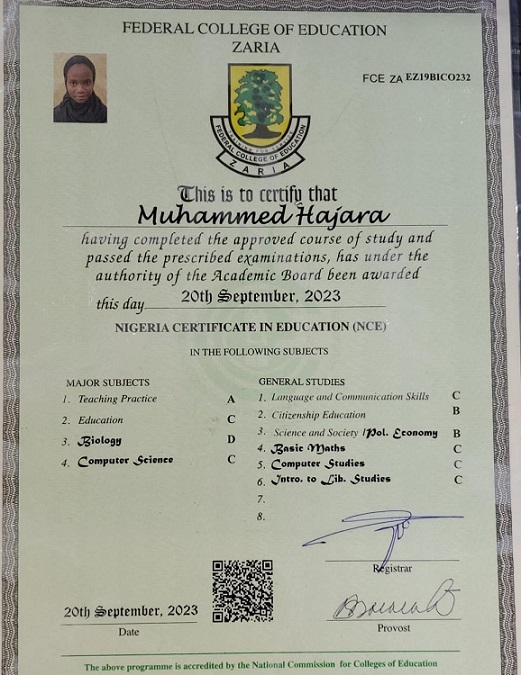 FEDERAL COLLEGE OF EDUCATION
ZARIA
FCE ZA EZ19BICO232
FEDERAL COLLEGE OF EDUCATION
ZARIA
This is to certify that
Muhammed Hajara
having completed the approved course of study and
passed the prescribed examinations, has under the
authority of the Academic Board been awarded
this day 20th September, 2023
NIGERIA CERTIFICATE IN EDUCATION (NCE)
IN THE FOLLOWING SUBJECTS
MAJOR SUBJECTS
1. Teaching Practice A
2. Education C
3. Biology D
4. Computer Science C
GENERAL STUDIES
1. Language and Communication Skills C
2. Citizenship Education B
3. Science and Society /Pol. Economy B
4. Basic Maths C
5. Computer Studies C
6. Intro. to Lib. Studies C
7.
8.
Registrar
20th September, 2023
Date
Provost
The above programme is accredited by the National Commission for Colleges of Education